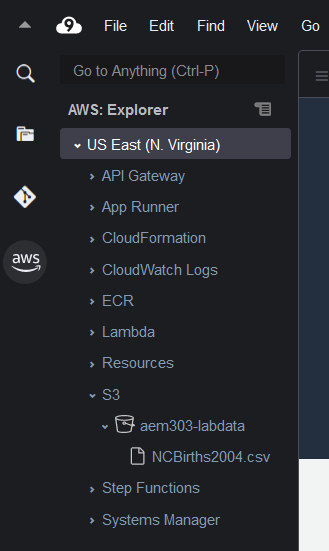 9 File Edit Find View Go
Go to Anything (Ctrl-P)
AWS: Explorer
US East (N. Virginia)
API Gateway
App Runner
CloudFormation
CloudWatch Logs
aws
ECR
Lambda
Resources
S3
aem303-labdata
NCBirths2004.csv
Step Functions
Systems Manager